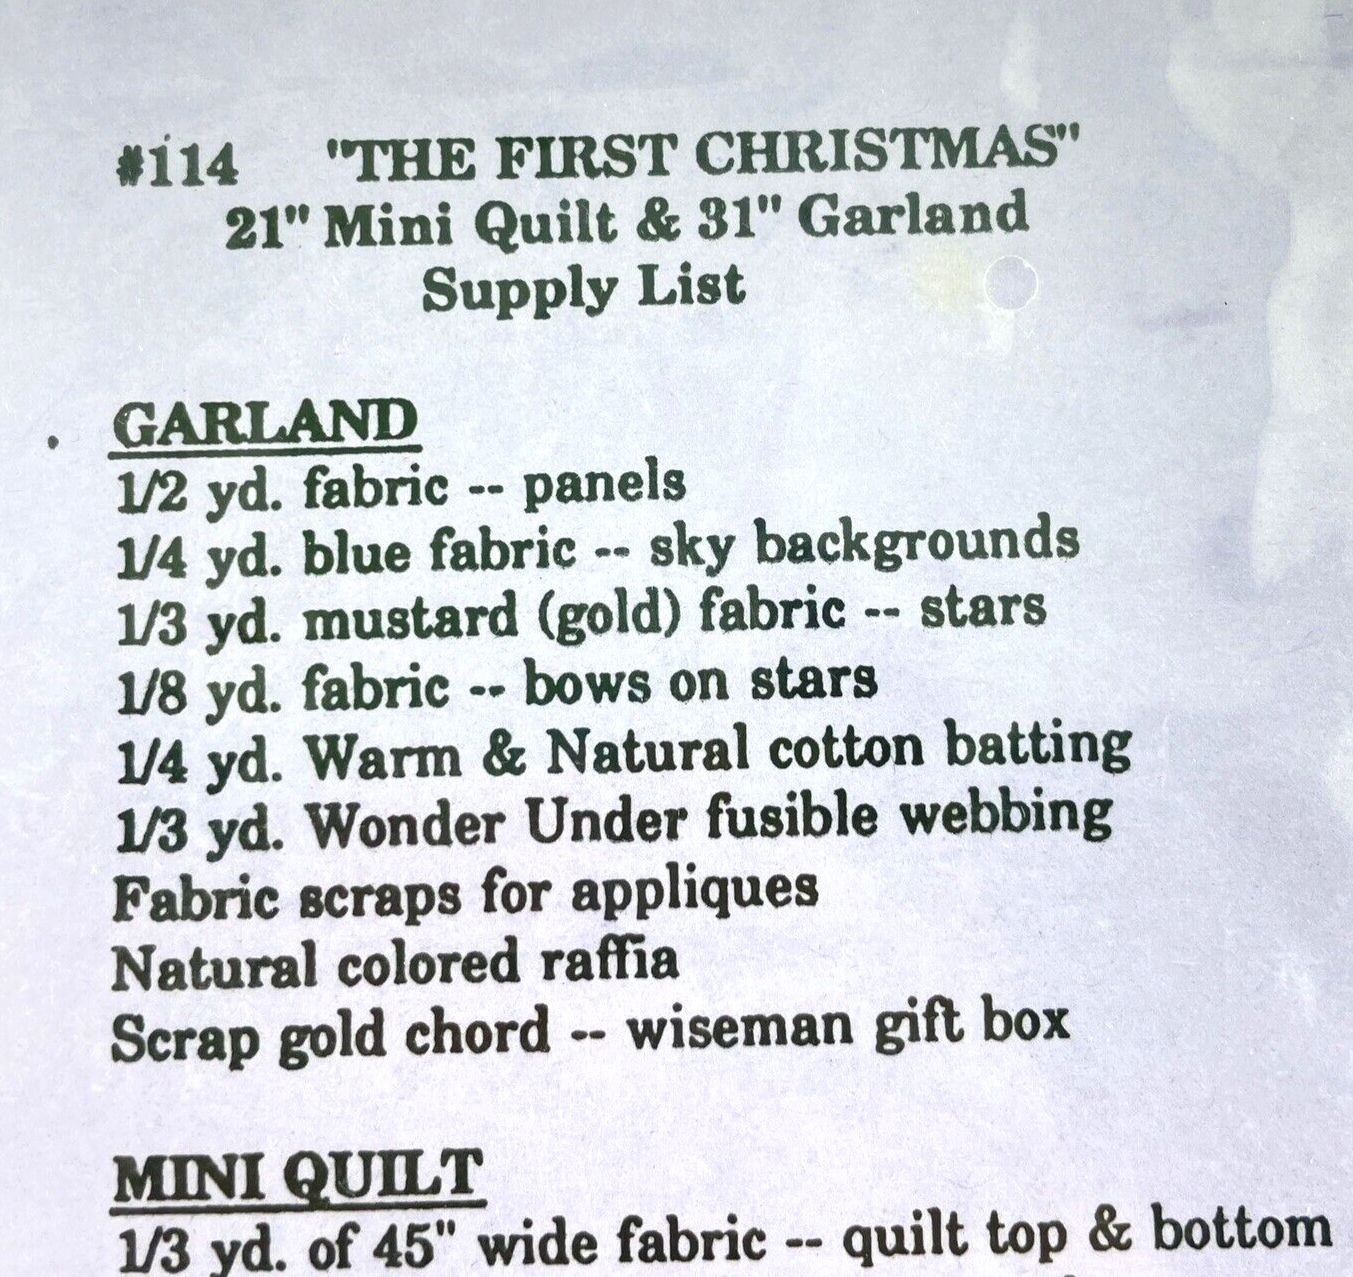 #114 "THE FIRST CHRISTMAS"
21" Mini Quilt & 31" Garland
Supply List
GARLAND
1/2 yd. fabric -- panels
1/4 yd. blue fabric -- sky backgrounds
1/3 yd. mustard (gold) fabric -- stars
1/8 yd. fabric -- bows on stars
1/4 yd. Warm & Natural cotton batting
1/3 yd. Wonder Under fusible webbing
Fabric scraps for appliques
Natural colored raffia
Scrap gold chord -- wiseman gift box
MINI QUILT
1/3 yd. of 45" wide fabric -- quilt top & bottom